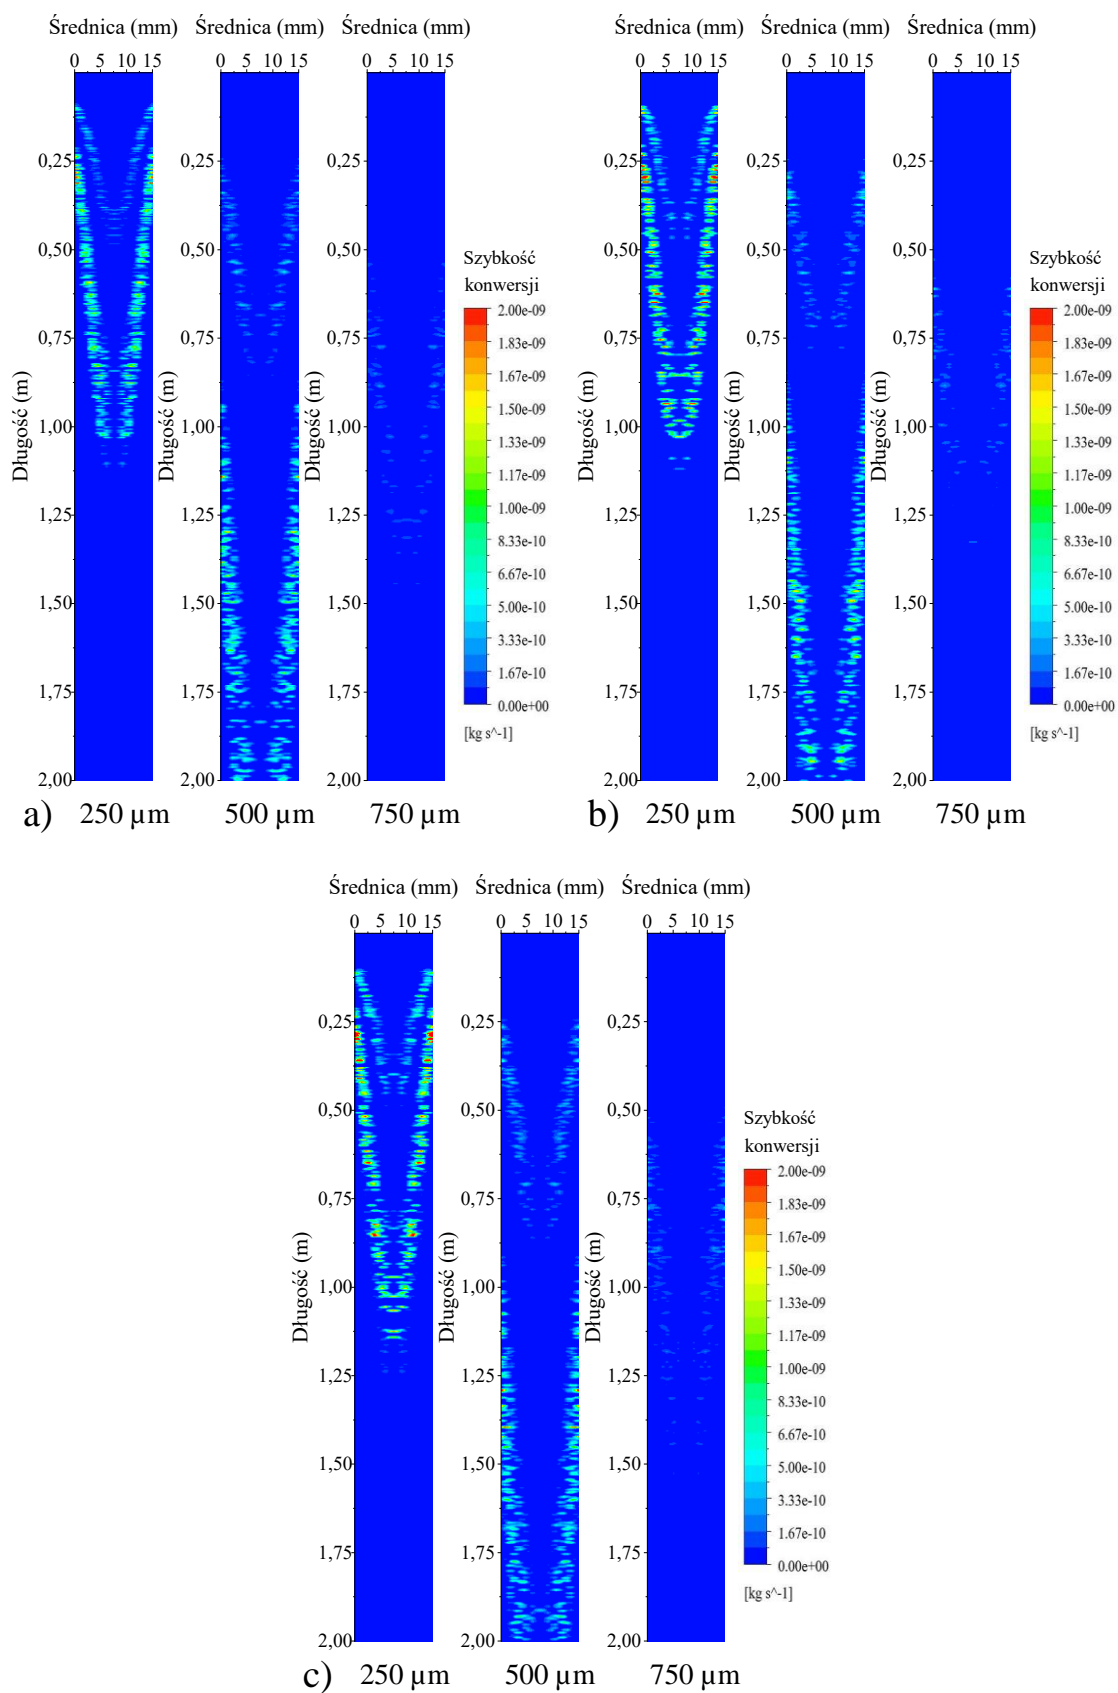 Średnica (mm) Średnica (mm) Średnica (mm)
0 5 10 15 0 5 10 15 0 5 10 15
0,25 0,25 0,25
0,50 0,50 0,50
0,75 0,75 0,75
1,00 1,00 1,00
1,25 1,25 1,25
1,50 1,50 1,50
1,75 1,75 1,75
2,00 2,00 2,00
Długość (m) Długość (m) Długość (m)
Szybkość
konwersji
2.00e-09
1.83e-09
1.67e-09
1.50e-09
1.33e-09
1.17e-09
1.00e-09
8.33e-10
6.67e-10
5.00e-10
3.33e-10
1.67e-10
0.00e+00
[kg s^-1]
a) 250 µm 500 µm 750 µm
Średnica (mm) Średnica (mm) Średnica (mm)
0 5 10 15 0 5 10 15 0 5 10 15
0,25 0,25 0,25
0,50 0,50 0,50
0,75 0,75 0,75
1,00 1,00 1,00
1,25 1,25 1,25
1,50 1,50 1,50
1,75 1,75 1,75
2,00 2,00 2,00
Długość (m) Długość (m) Długość (m)
Szybkość
konwersji
2.00e-09
1.83e-09
1.67e-09
1.50e-09
1.33e-09
1.17e-09
1.00e-09
8.33e-10
6.67e-10
5.00e-10
3.33e-10
1.67e-10
0.00e+00
[kg s^-1]
b) 250 µm 500 µm 750 µm
Średnica (mm) Średnica (mm) Średnica (mm)
0 5 10 15 0 5 10 15 0 5 10 15
0,25 0,25 0,25
0,50 0,50 0,50
0,75 0,75 0,75
1,00 1,00 1,00
1,25 1,25 1,25
1,50 1,50 1,50
1,75 1,75 1,75
2,00 2,00 2,00
Długość (m) Długość (m) Długość (m)
Szybkość
konwersji
2.00e-09
1.83e-09
1.67e-09
1.50e-09
1.33e-09
1.17e-09
1.00e-09
8.33e-10
6.67e-10
5.00e-10
3.33e-10
1.67e-10
0.00e+00
[kg s^-1]
c) 250 µm 500 µm 750 µm